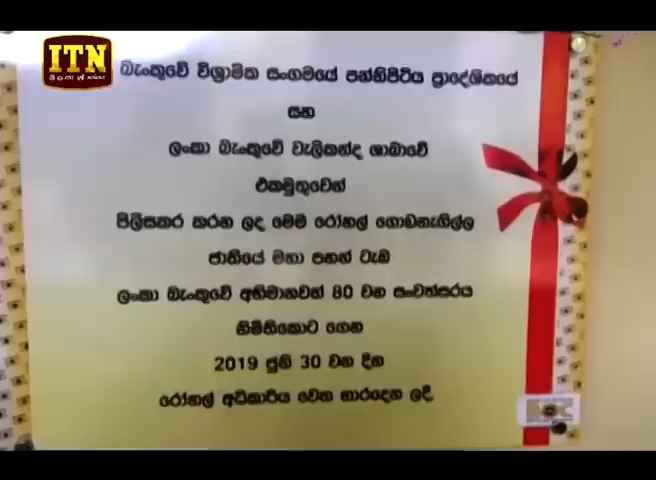 ITN
බැංකුවේ විශ්‍රාමික සංගමයේ පන්නිපිටිය ප්‍රාදේශිකයේ
සහ
ලංකා බැංකුවේ වැලිකන්ද ශාඛාවේ
එකමුතුවෙන්
පිලිසකර කරන ලද මෙම රෝහල් ගොඩනැගිල්ල
ජාතියේ මහා පහන් ටැඹ
ලංකා බැංකුවේ අභිමානවත් 80 වන සංවත්සරය
නිමිතිකොට ගෙන
2019 ජුනි 30 වන දින
රෝහල් අධිකාරිය වෙත භාරදෙන ලදී.